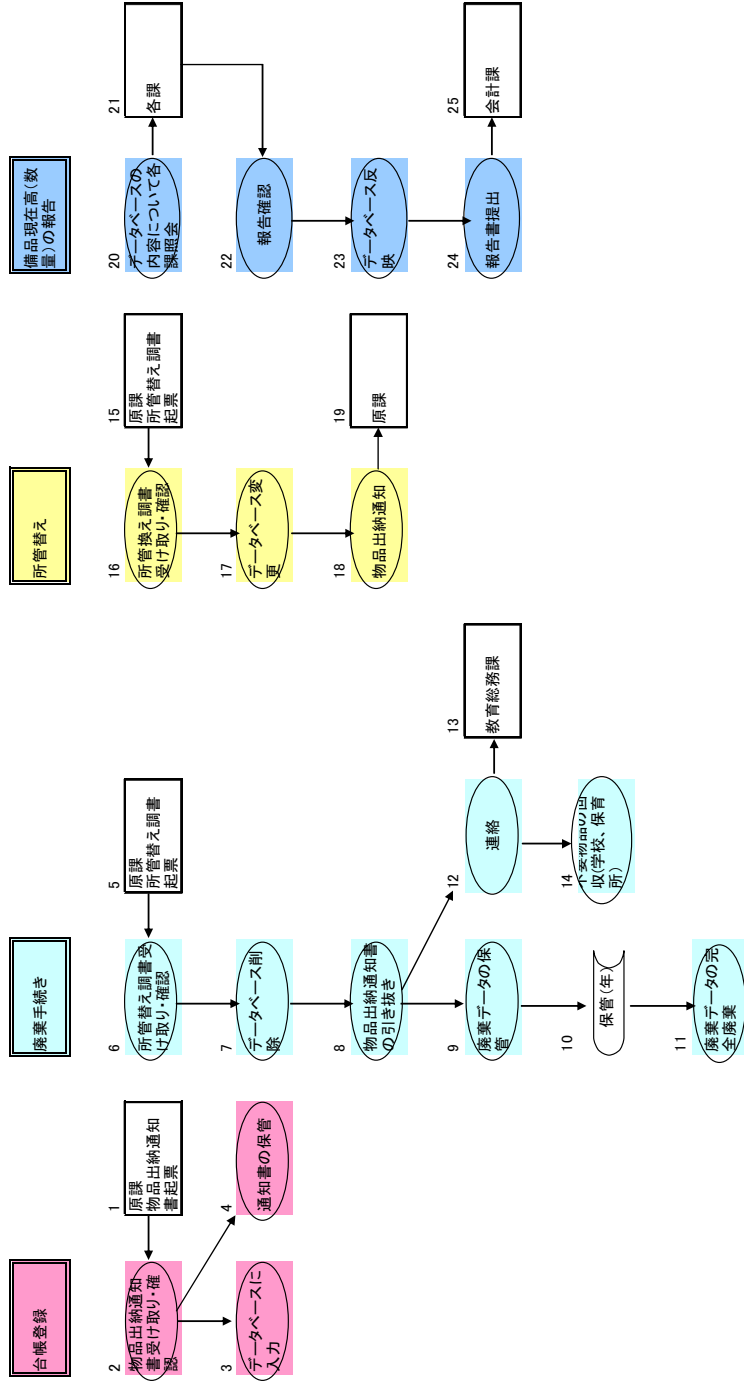 台帳登録
1
原課
物品出納通知
書起票
2
物品出納通知
書受け取り・確
認
3
データベースに
入力
4
通知書の保管
廃棄手続き
5
原課
所管替え調書
起票
6
所管替え調書受
け取り・確認
7
データベース削
除
8
物品出納通知書
の引き抜き
9
廃棄データの保
管
10
保管(年)
11
廃棄データの完
全廃棄
12
連絡
13
教育総務課
14
不要物品の回
収(学校、保育
所)
所管替え
15
原課
所管替え調書
起票
16
所管換え調書
受け取り・確認
17
データベース変
更
18
物品出納通知
19
原課
備品現在高(数
量)の報告
20
データベースの
内容について各
課照会
21
各課
22
報告確認
23
データベース反
映
24
報告書提出
25
会計課